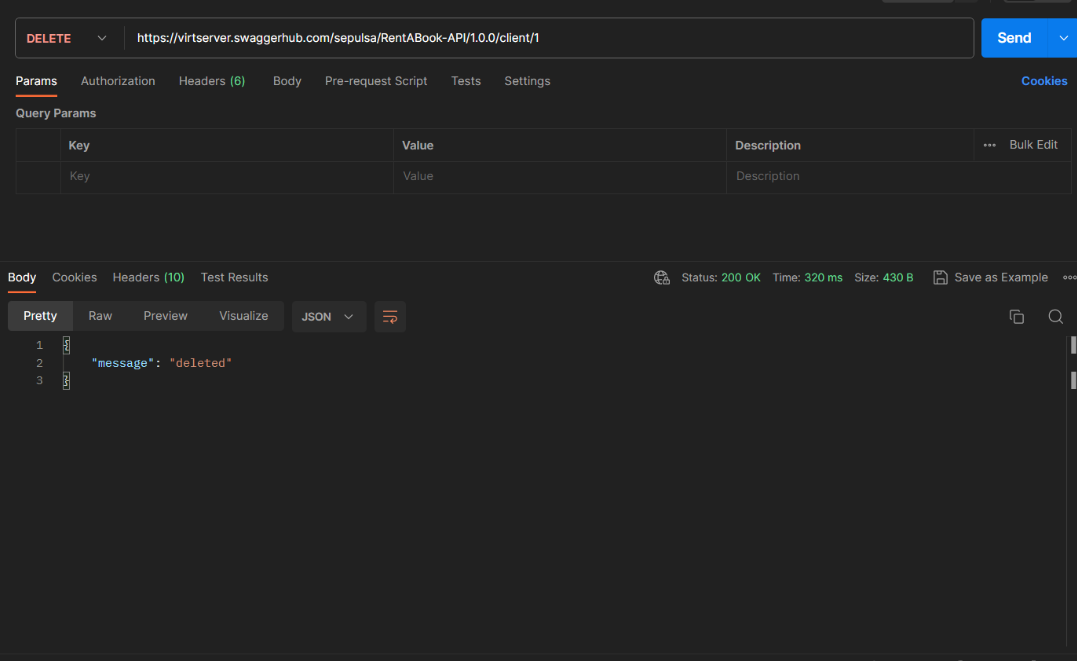 DELETE https://virtserver.swaggerhub.com/sepulsa/RentABook-API/1.0.0/client/1 Send
Params Authorization Headers (6) Body Pre-request Script Tests Settings Cookies
Query Params
Key Value Description ••• Bulk Edit
Key Value Description
Body Cookies Headers (10) Test Results Status: 200 OK Time: 320 ms Size: 430 B Save as Example
Pretty Raw Preview Visualize JSON
1 {
2 "message": "deleted"
3 }